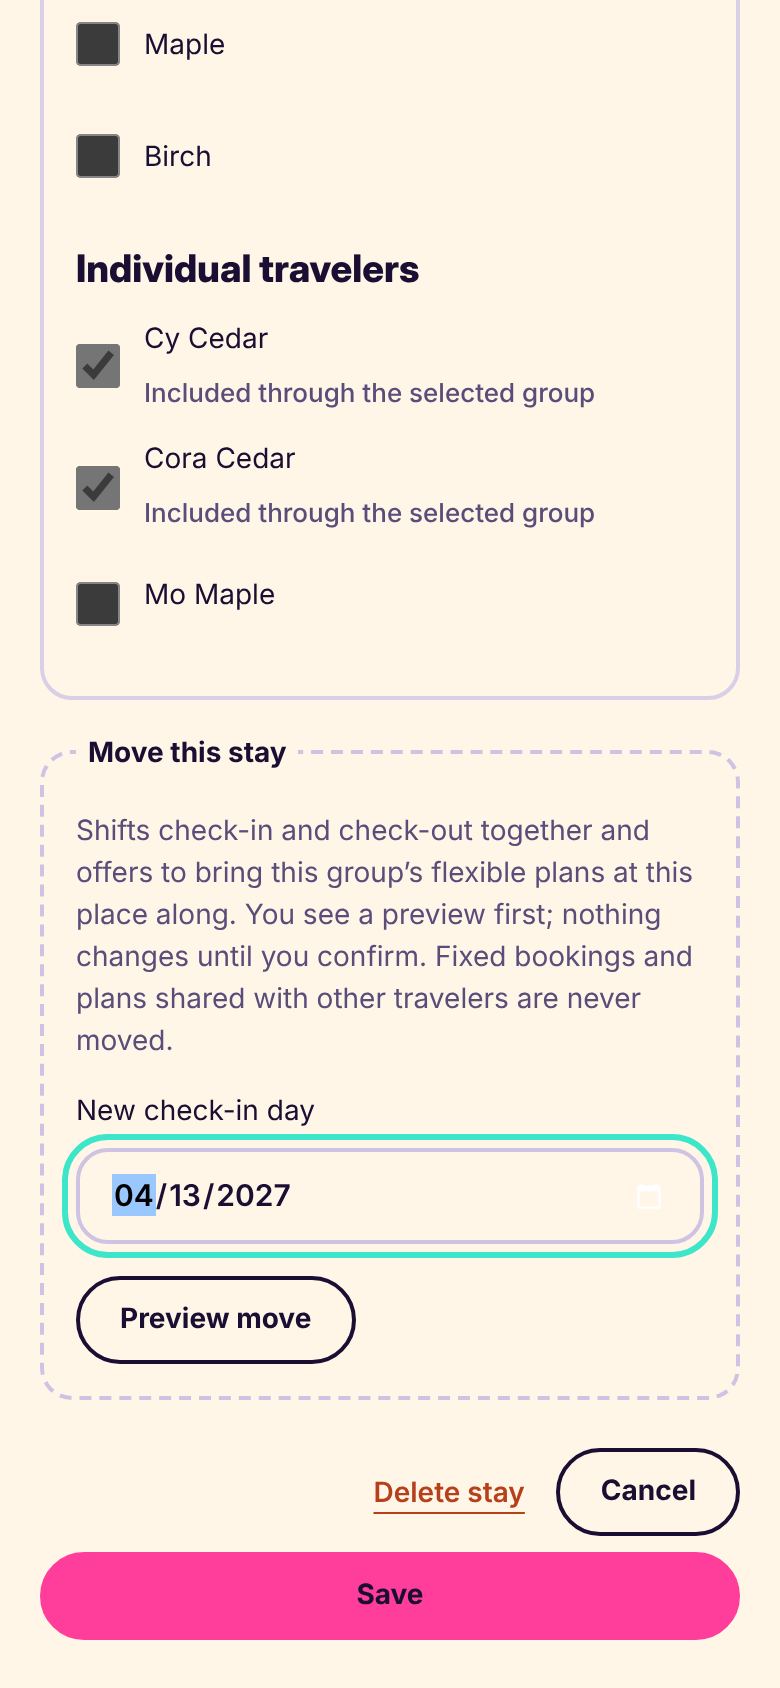 Maple
Birch
Individual travelers
Cy Cedar
Included through the selected group
Cora Cedar
Included through the selected group
Mo Maple
Move this stay
Shifts check-in and check-out together and
offers to bring this group’s flexible plans at this
place along. You see a preview first; nothing
changes until you confirm. Fixed bookings and
plans shared with other travelers are never
moved.
New check-in day
04/13/2027
Preview move
Delete stay
Cancel
Save